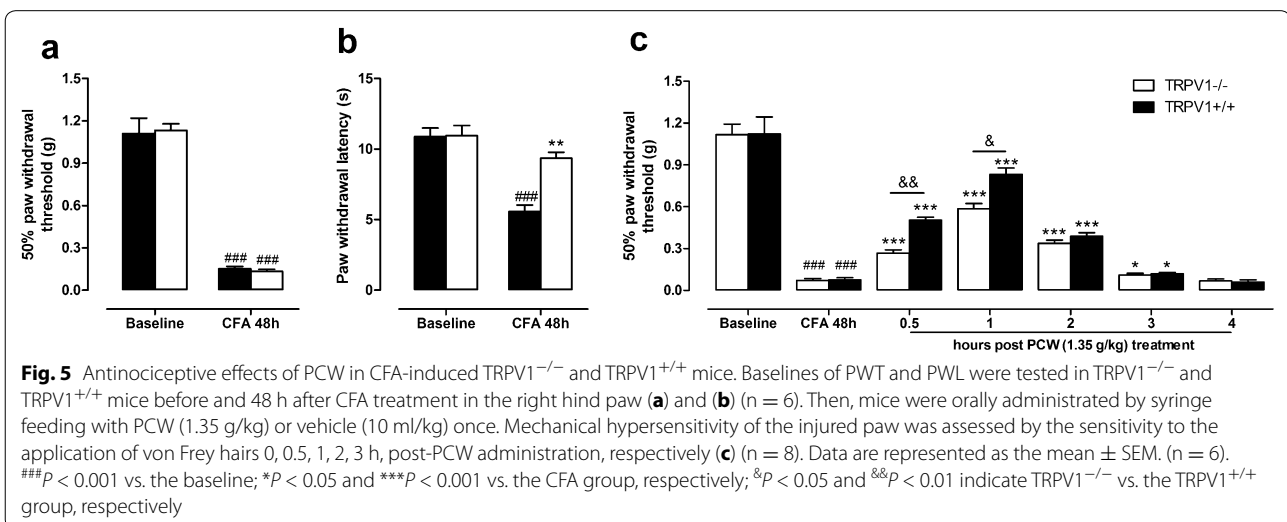 a
b
c
50% paw withdrawal
threshold (g)
1.5
1.2
0.9
0.6
0.3
0.0
###
###
Baseline
CFA 48h
Paw withdrawal latency (s)
15
10
5
0
###
**
Baseline
CFA 48h
50% paw withdrawal
threshold (g)
1.5
1.2
0.9
0.6
0.3
0.0
TRPV1-/-
TRPV1+/+
###
###
&&
***
***
&
***
***
***
***
*
*
Baseline
CFA 48h
0.5
1
2
3
4
hours post PCW (1.35 g/kg) treatment
Fig. 5 Antinociceptive effects of PCW in CFA-induced TRPV1−/− and TRPV1+/+ mice. Baselines of PWT and PWL were tested in TRPV1−/− and
TRPV1+/+ mice before and 48 h after CFA treatment in the right hind paw (a) and (b) (n = 6). Then, mice were orally administrated by syringe
feeding with PCW (1.35 g/kg) or vehicle (10 ml/kg) once. Mechanical hypersensitivity of the injured paw was assessed by the sensitivity to the
application of von Frey hairs 0, 0.5, 1, 2, 3 h, post-PCW administration, respectively (c) (n = 8). Data are represented as the mean ± SEM. (n = 6).
###P < 0.001 vs. the baseline; *P < 0.05 and ***P < 0.001 vs. the CFA group, respectively; &P < 0.05 and &&P < 0.01 indicate TRPV1−/− vs. the TRPV1+/+
group, respectively